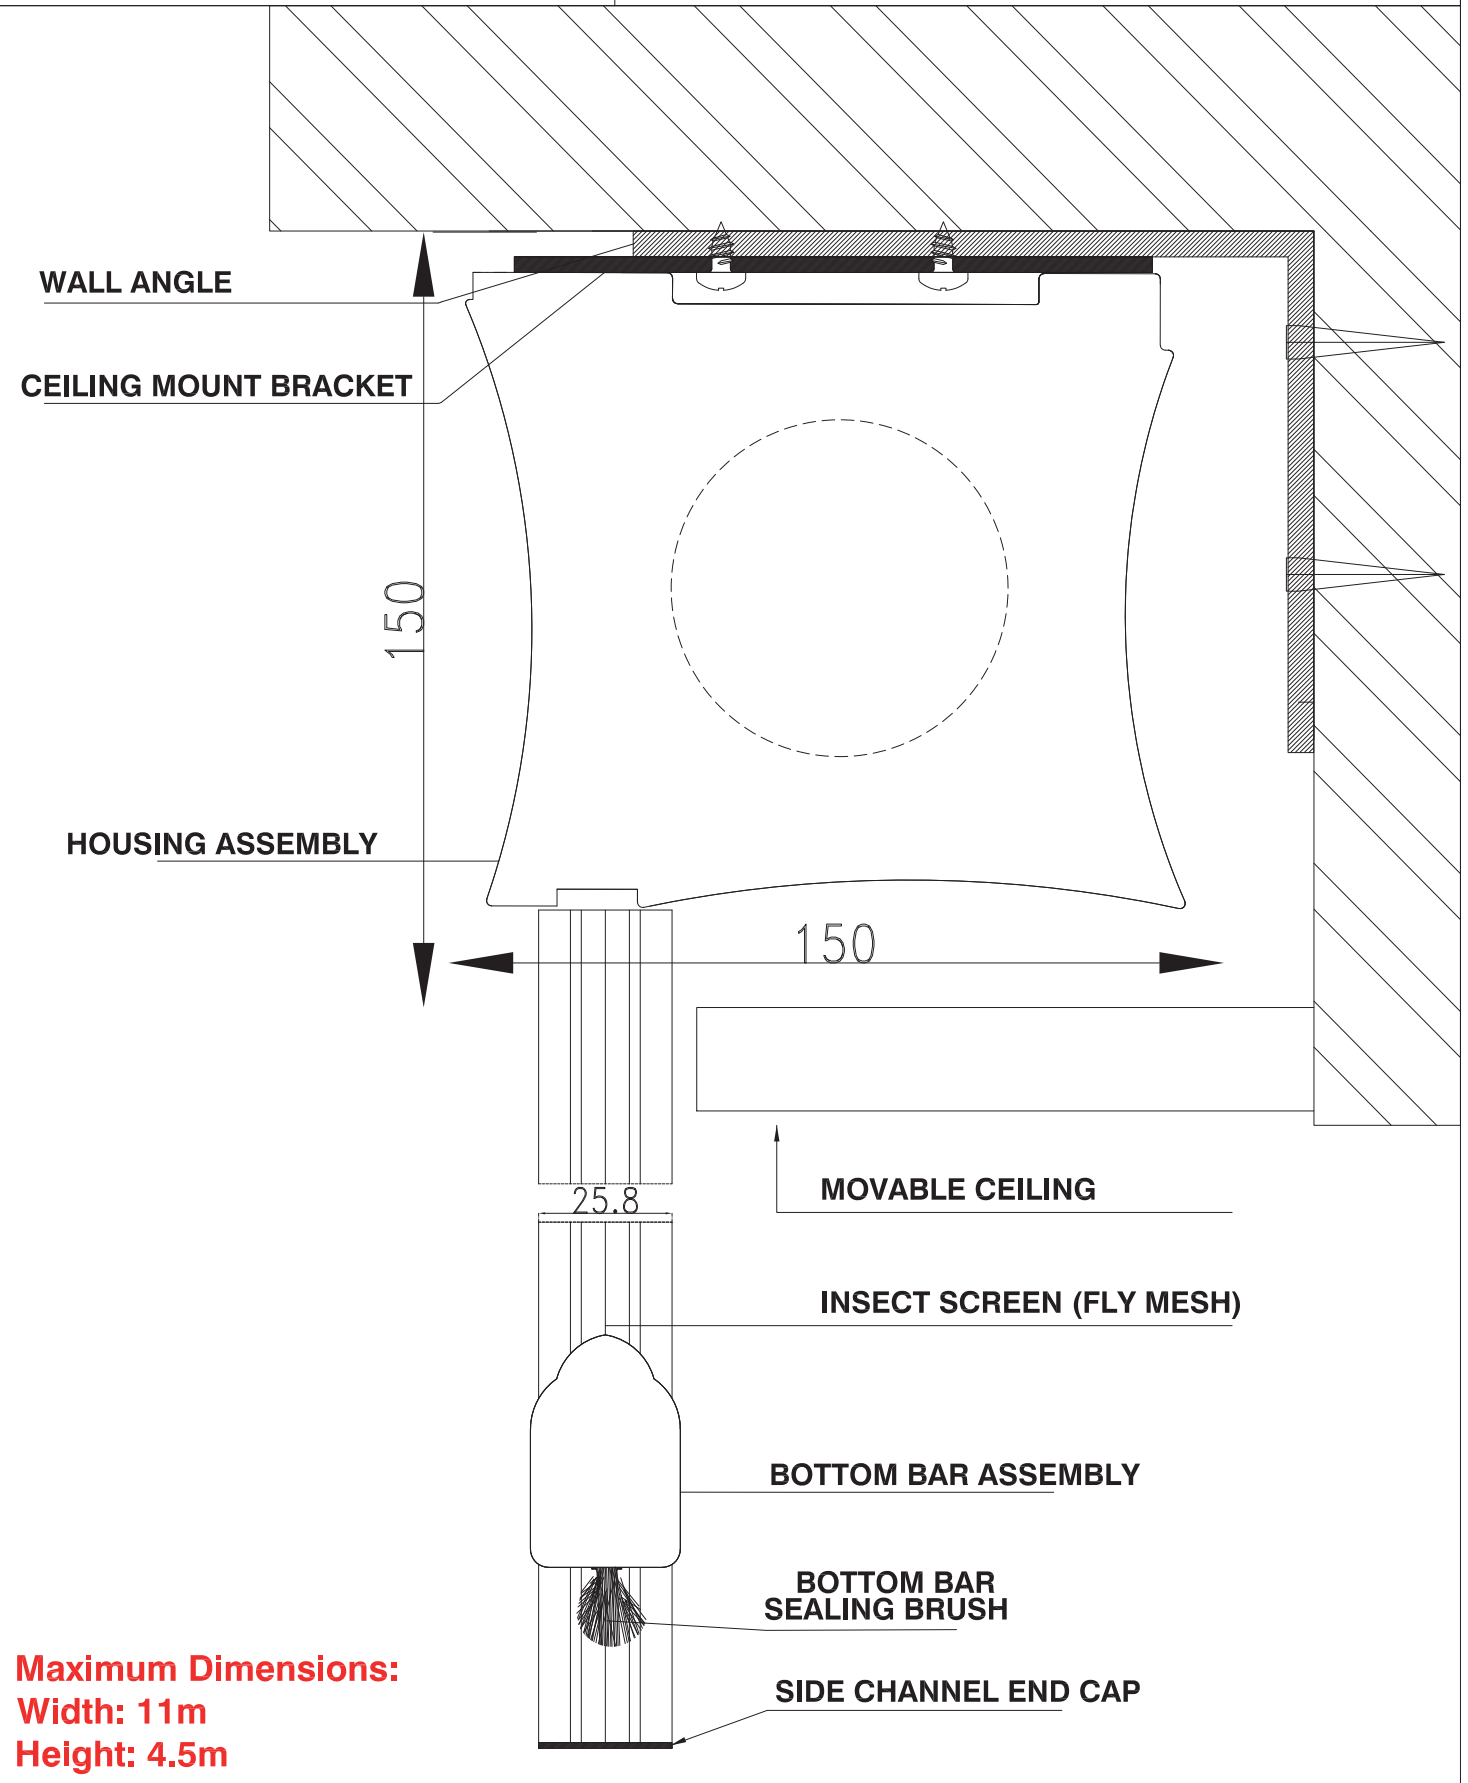 WALL ANGLE
CEILING MOUNT BRACKET
150
HOUSING ASSEMBLY
150
MOVABLE CEILING
25.8
INSECT SCREEN (FLY MESH)
BOTTOM BAR ASSEMBLY
BOTTOM BAR
SEALING BRUSH
SIDE CHANNEL END CAP
Maximum Dimensions:
Width: 11m
Height: 4.5m